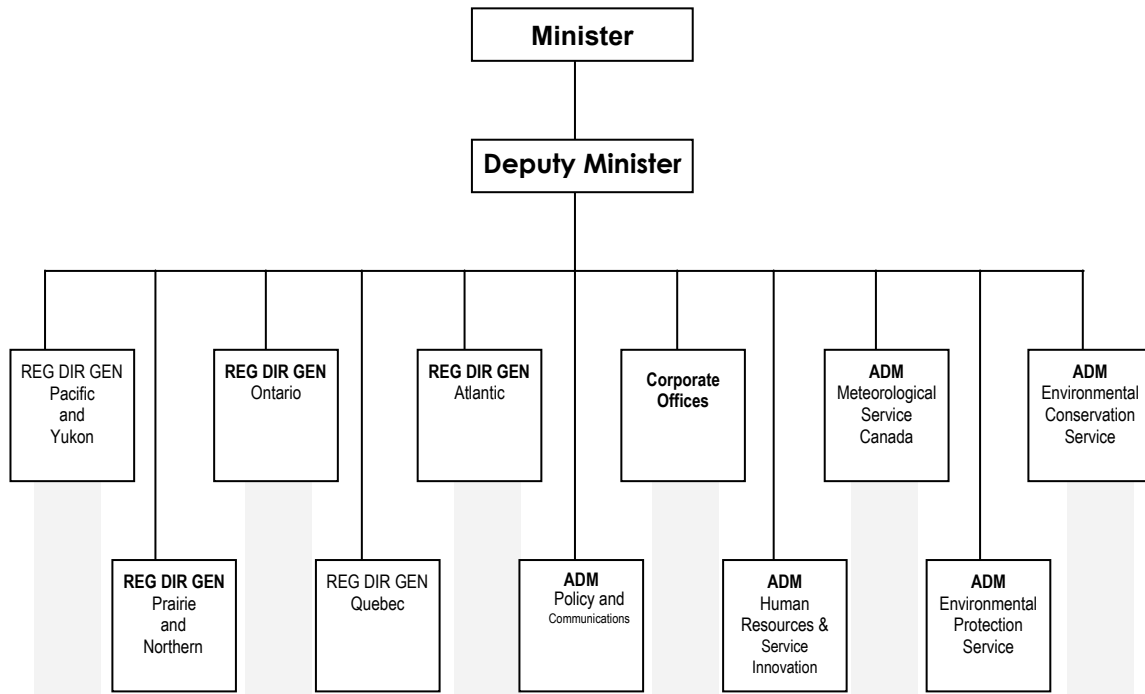 Minister
Deputy Minister
REG DIR GEN
Pacific
and
Yukon
REG DIR GEN
Ontario
REG DIR GEN
Atlantic
Corporate
Offices
ADM
Meteorological
Service
Canada
ADM
Environmental
Conservation
Service
REG DIR GEN
Prairie
and
Northern
REG DIR GEN
Quebec
ADM
Policy and
Communications
ADM
Human
Resources &
Service
Innovation
ADM
Environmental
Protection
Service